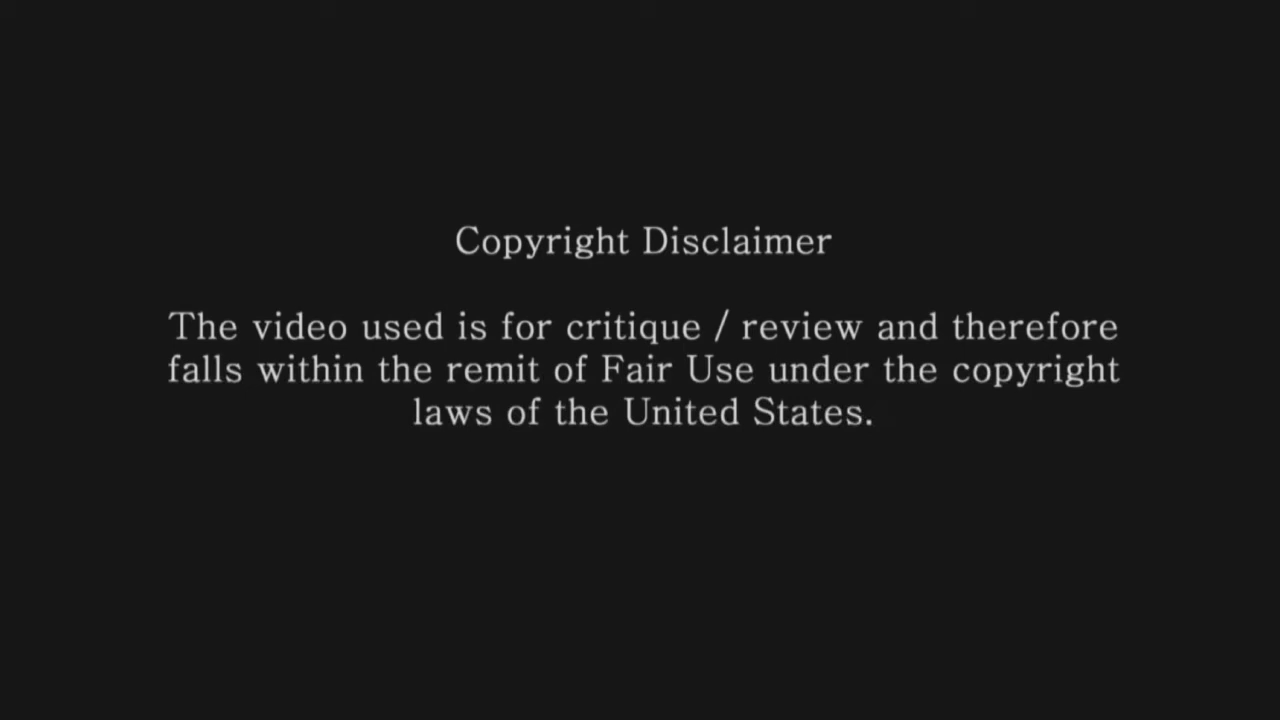 Copyright Disclaimer
The video used is for critique / review and therefore
falls within the remit of Fair Use under the copyright
laws of the United States.